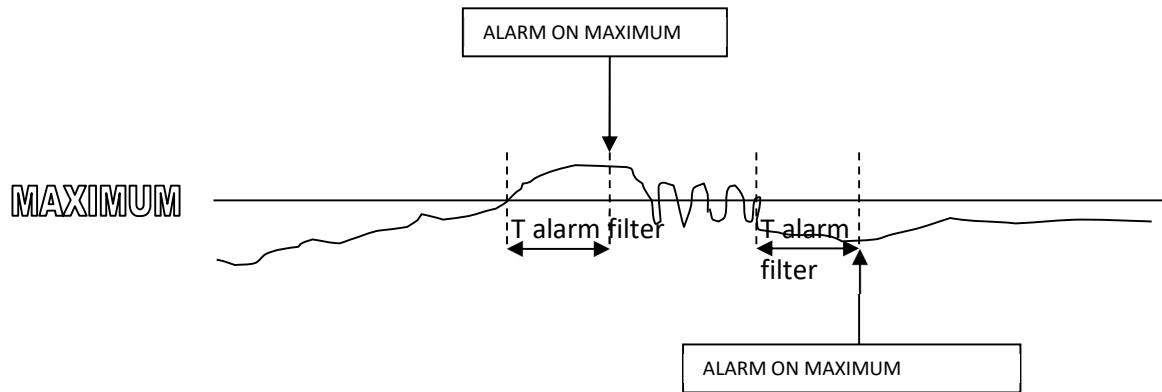 ALARM ON MAXIMUM
MAXIMUM
T alarm filter
T alarm
filter
ALARM ON MAXIMUM